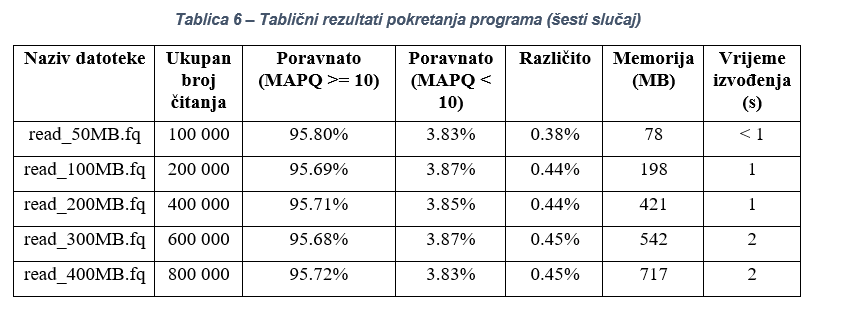 Tablica 6 – Tablični rezultati pokretanja programa (šesti slučaj)
Naziv datoteke Ukupan broj čitanja Poravnato (MAPQ >= 10) Poravnato (MAPQ < 10) Različito Memorija (MB) Vrijeme izvođenja (s)
read_50MB.fq 100 000 95.80% 3.83% 0.38% 78 < 1
read_100MB.fq 200 000 95.69% 3.87% 0.44% 198 1
read_200MB.fq 400 000 95.71% 3.85% 0.44% 421 1
read_300MB.fq 600 000 95.68% 3.87% 0.45% 542 2
read_400MB.fq 800 000 95.72% 3.83% 0.45% 717 2